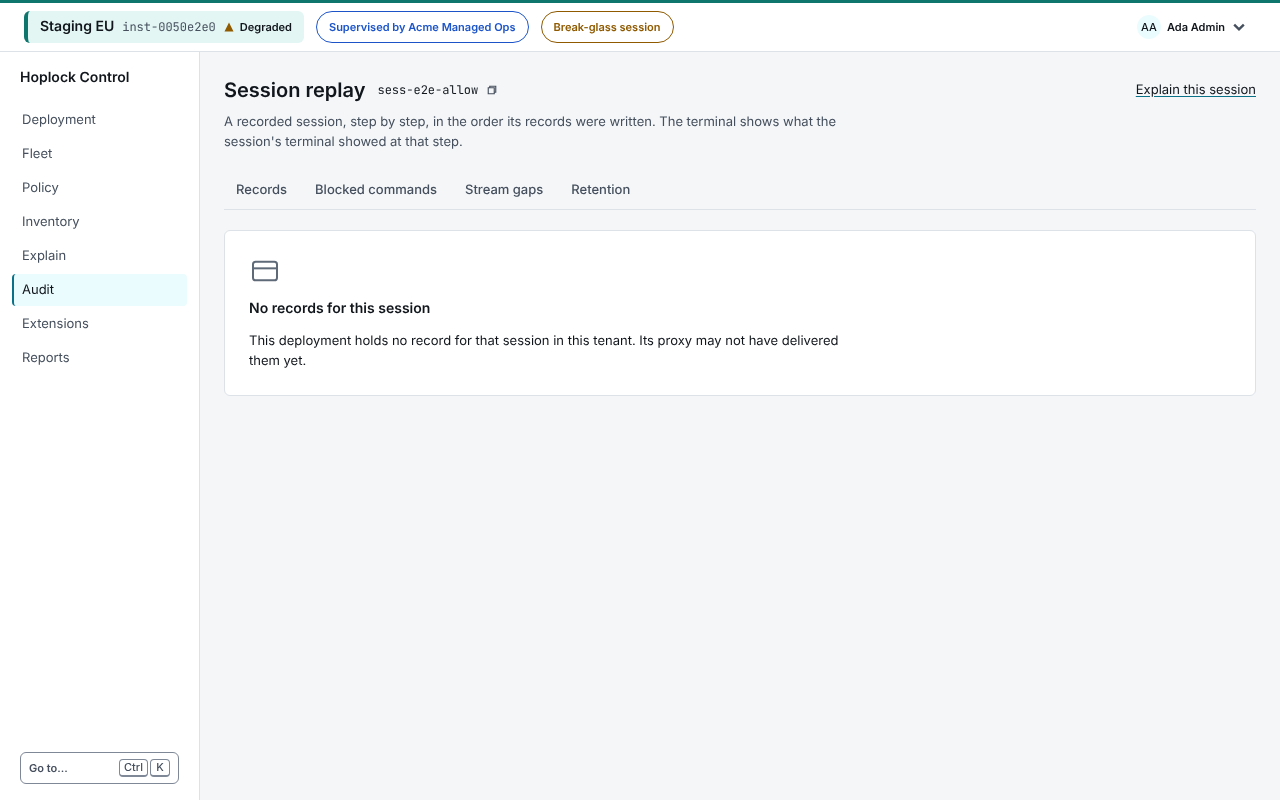 Staging EU inst-0050e2e0 Degraded
Supervised by Acme Managed Ops
Break-glass session
AA Ada Admin
Hoplock Control
Deployment
Fleet
Policy
Inventory
Explain
Audit
Extensions
Reports
Go to... Ctrl K
Session replay sess-e2e-allow
Explain this session
A recorded session, step by step, in the order its records were written. The terminal shows what the
session's terminal showed at that step.
Records Blocked commands Stream gaps Retention
No records for this session
This deployment holds no record for that session in this tenant. Its proxy may not have delivered
them yet.